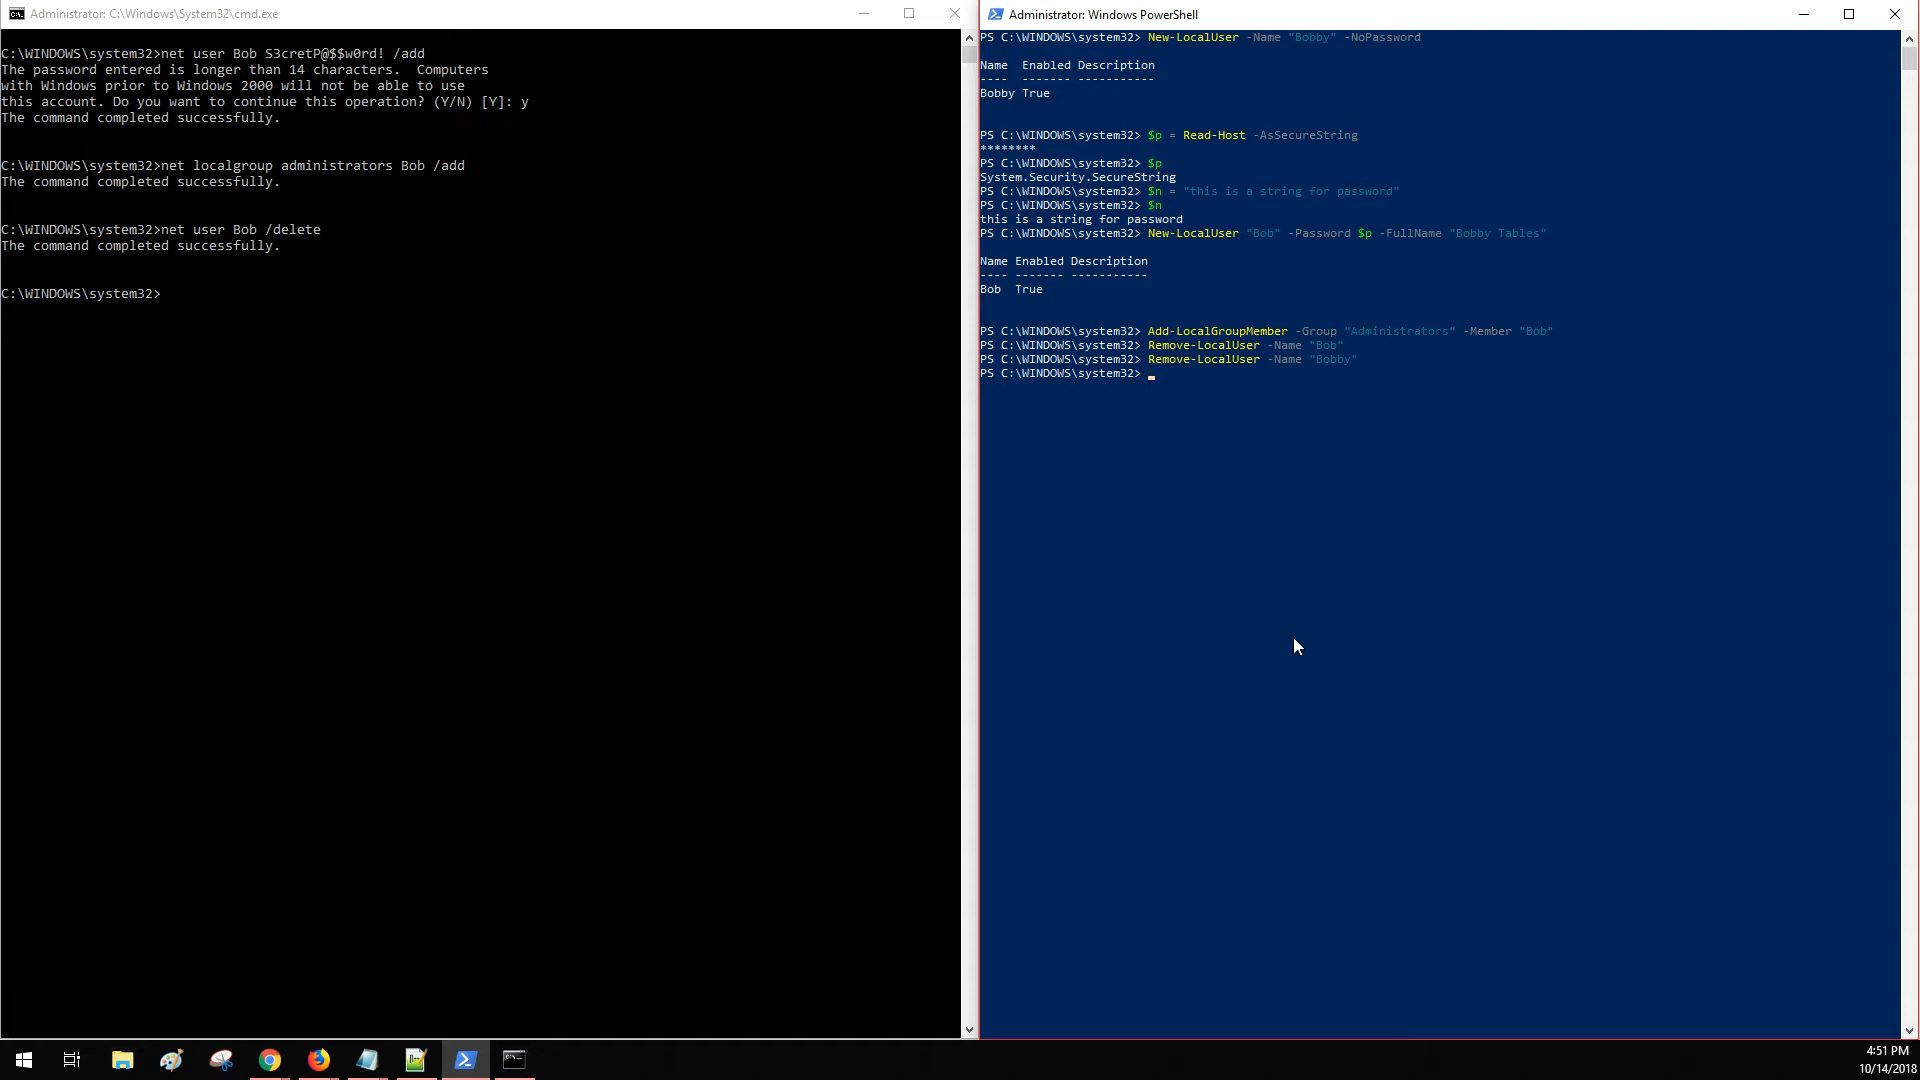 Administrator: C:\Windows\System32\cmd.exe
C:\WINDOWS\system32>net user Bob S3cretP@$$w0rd! /add
The password entered is longer than 14 characters.  Computers
with Windows prior to Windows 2000 will not be able to use
this account. Do you want to continue this operation? (Y/N) [Y]: y
The command completed successfully.
C:\WINDOWS\system32>net localgroup administrators Bob /add
The command completed successfully.
C:\WINDOWS\system32>net user Bob /delete
The command completed successfully.
C:\WINDOWS\system32>
Administrator: Windows PowerShell
PS C:\WINDOWS\system32> New-LocalUser -Name "Bobby" -NoPassword
Name  Enabled Description
----  ------- -----------
Bobby True
PS C:\WINDOWS\system32> $p = Read-Host -AsSecureString
********
PS C:\WINDOWS\system32> $p
System.Security.SecureString
PS C:\WINDOWS\system32> $n = "this is a string for password"
PS C:\WINDOWS\system32> $n
this is a string for password
PS C:\WINDOWS\system32> New-LocalUser "Bob" -Password $p -FullName "Bobby Tables"
Name Enabled Description
---- ------- -----------
Bob  True
PS C:\WINDOWS\system32> Add-LocalGroupMember -Group "Administrators" -Member "Bob"
PS C:\WINDOWS\system32> Remove-LocalUser -Name "Bob"
PS C:\WINDOWS\system32> Remove-LocalUser -Name "Bobby"
PS C:\WINDOWS\system32>
4:51 PM
10/14/2018